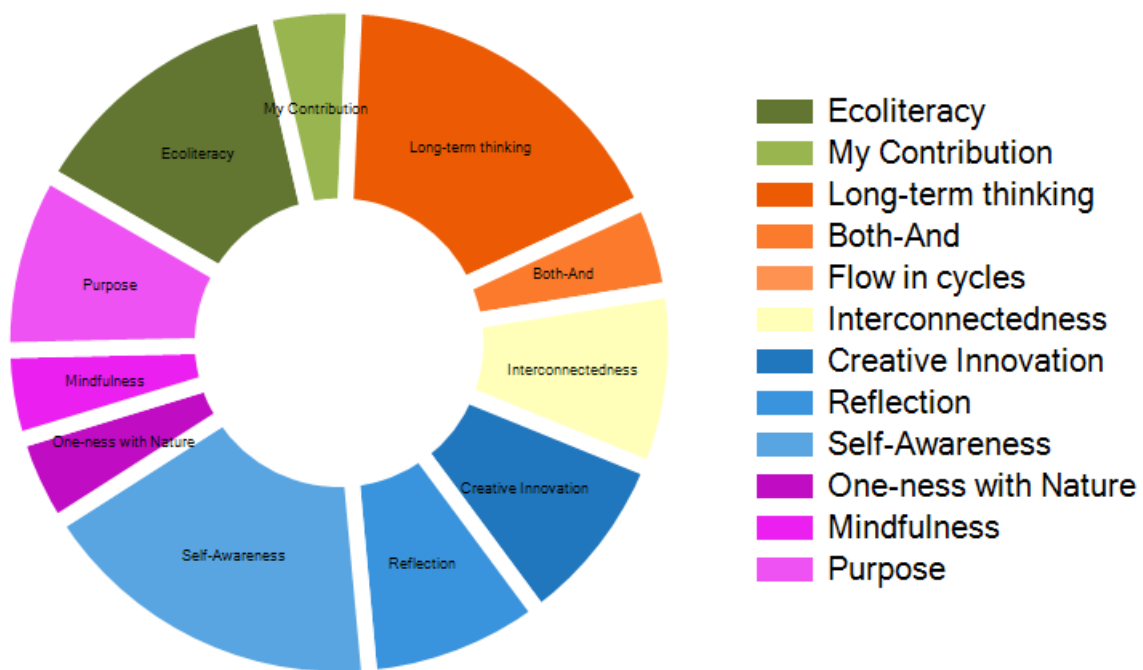 My Contribution
Long-term thinking
Ecoliteracy
Both-And
Purpose
Interconnectedness
Mindfulness
One-ness with Nature
Creative Innovation
Self-Awareness
Reflection
Ecoliteracy
My Contribution
Long-term thinking
Both-And
Flow in cycles
Interconnectedness
Creative Innovation
Reflection
Self-Awareness
One-ness with Nature
Mindfulness
Purpose